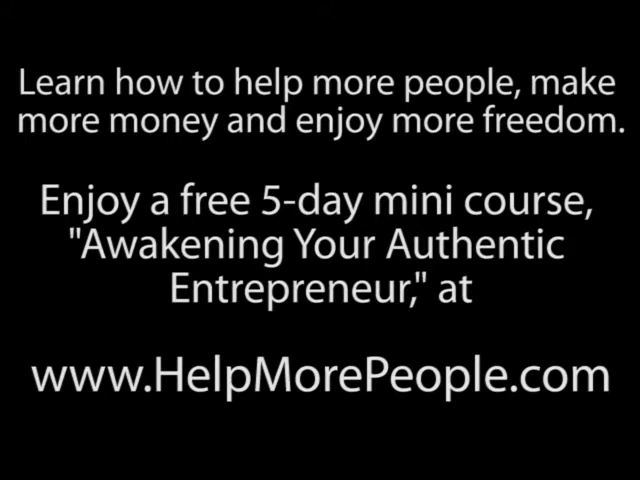 Learn how to help more people, make
more money and enjoy more freedom.
Enjoy a free 5-day mini course,
"Awakening Your Authentic
Entrepreneur," at
www.HelpMorePeople.com